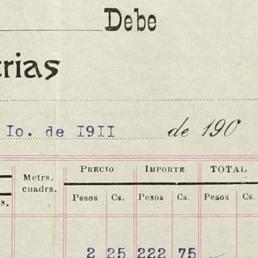 Debe
rias
Io. de 1911 de 190
Metrs. cuadrs. PRECIO IMPORTE TOTAL
s. Pesos Cs. Pesos Cs. Pesos Cs.
2 25 222 75